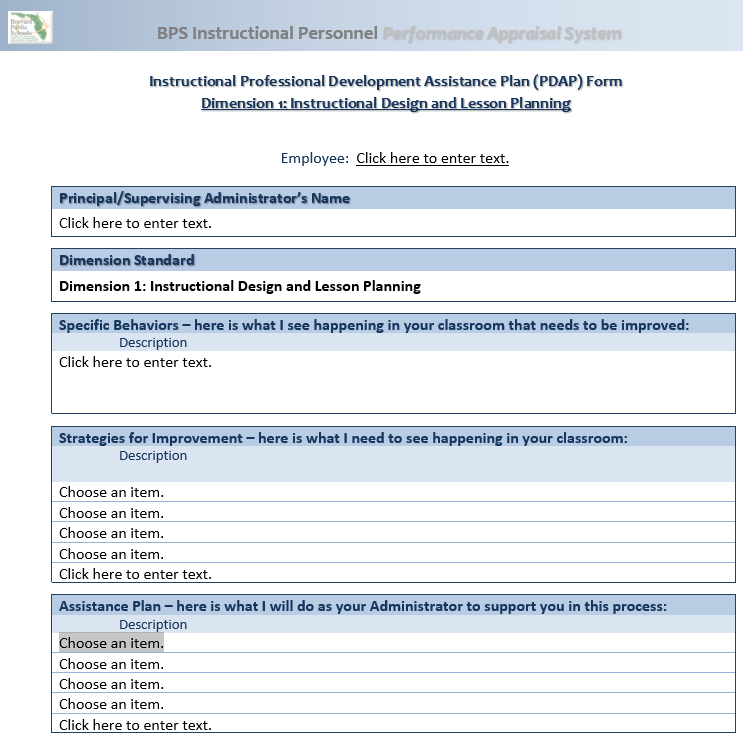 Brevard
Public
Schools
BPS Instructional Personnel Performance Appraisal System
Instructional Professional Development Assistance Plan (PDAP) Form
Dimension 1: Instructional Design and Lesson Planning
Employee: Click here to enter text.
Principal/Supervising Administrator’s Name
Click here to enter text.
Dimension Standard
Dimension 1: Instructional Design and Lesson Planning
Specific Behaviors – here is what I see happening in your classroom that needs to be improved:
Description
Click here to enter text.
Strategies for Improvement – here is what I need to see happening in your classroom:
Description
Choose an item.
Choose an item.
Choose an item.
Choose an item.
Click here to enter text.
Assistance Plan – here is what I will do as your Administrator to support you in this process:
Description
Choose an item.
Choose an item.
Choose an item.
Choose an item.
Click here to enter text.